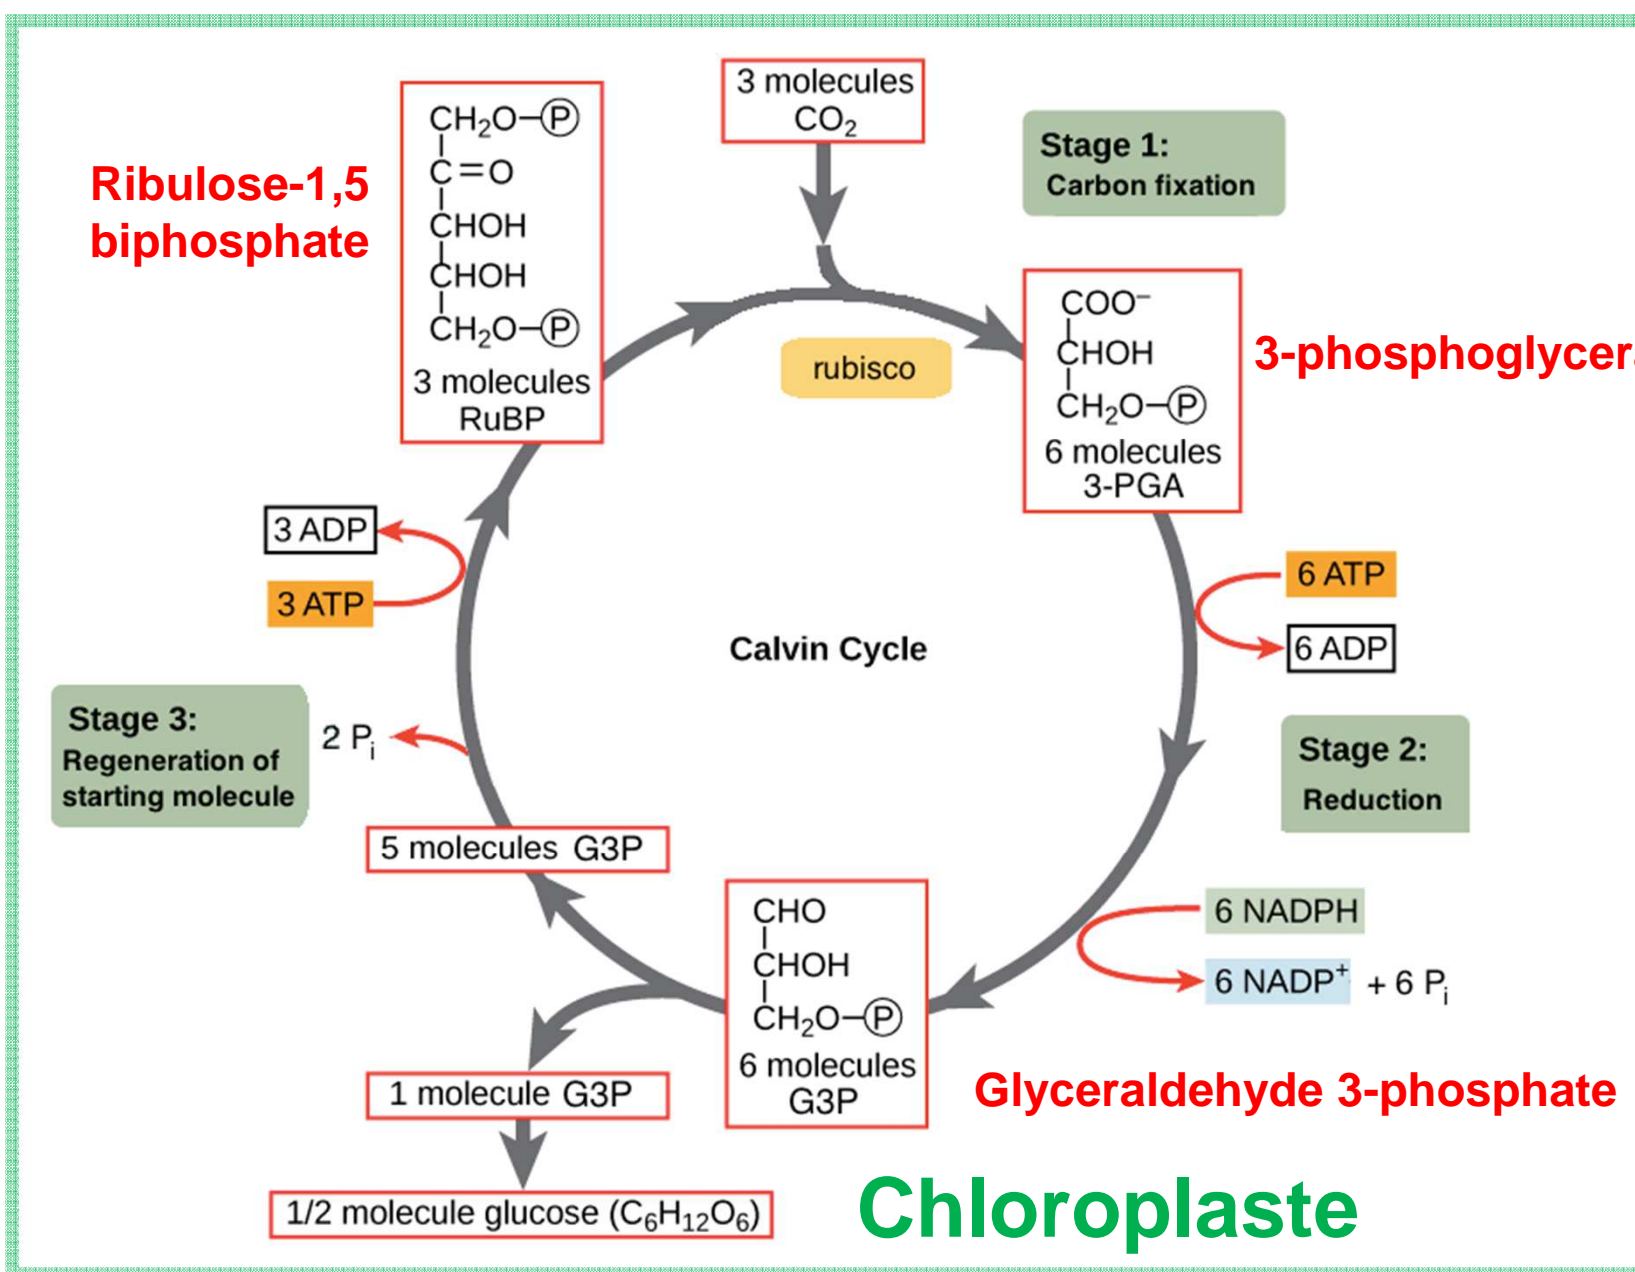 3 molecules
CO2
Stage 1:
Carbon fixation
Ribulose-1,5
biphosphate
CH2O–P
C=O
CHOH
CHOH
CH2O–P
3 molecules
RuBP
rubisco
COO–
CHOH
CH2O–P
6 molecules
3-PGA
3-phosphoglycera
3 ADP
3 ATP
6 ATP
6 ADP
Calvin Cycle
Stage 3:
Regeneration of
starting molecule
2 Pi
Stage 2:
Reduction
5 molecules G3P
CHO
CHOH
CH2O–P
6 molecules
G3P
6 NADPH
6 NADP+ + 6 Pi
1 molecule G3P
Glyceraldehyde 3-phosphate
1/2 molecule glucose (C6H12O6)
Chloroplaste